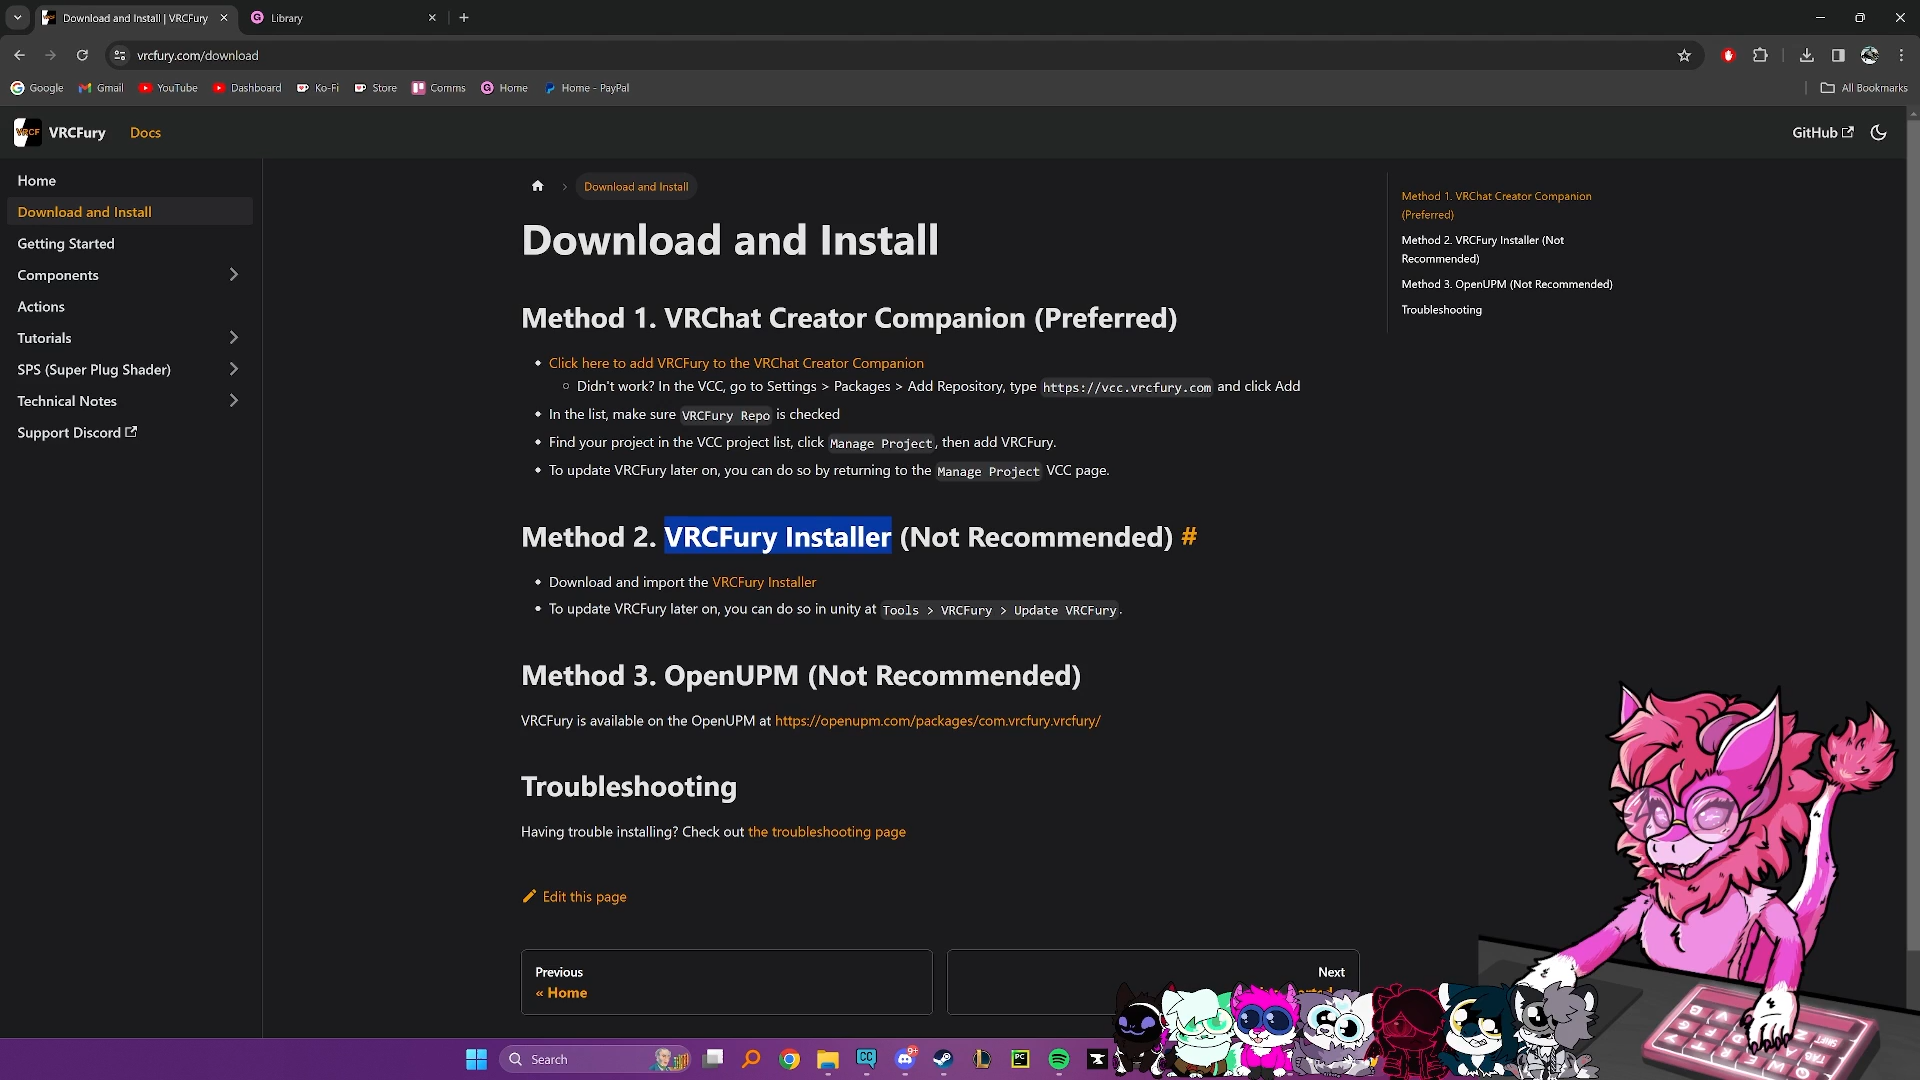 Download and Install | VRCFury
Library
vrcfury.com/download
Google
Gmail
YouTube
Dashboard
Ko-Fi
Store
Comms
Home
Home - PayPal
All Bookmarks
VRCF
VRCFury
Docs
GitHub
Home
Download and Install
Getting Started
Components
Actions
Tutorials
SPS (Super Plug Shader)
Technical Notes
Support Discord
Download and Install
Download and Install
Method 1. VRChat Creator Companion (Preferred)
Click here to add VRCFury to the VRChat Creator Companion
Didn't work? In the VCC, go to Settings > Packages > Add Repository, type https://vcc.vrcfury.com and click Add
In the list, make sure VRCFury Repo is checked
Find your project in the VCC project list, click Manage Project, then add VRCFury.
To update VRCFury later on, you can do so by returning to the Manage Project VCC page.
Method 2. VRCFury Installer (Not Recommended) #
Download and import the VRCFury Installer
To update VRCFury later on, you can do so in unity at Tools > VRCFury > Update VRCFury.
Method 3. OpenUPM (Not Recommended)
VRCFury is available on the OpenUPM at https://openupm.com/packages/com.vrcfury.vrcfury/
Troubleshooting
Having trouble installing? Check out the troubleshooting page
Edit this page
Previous
« Home
Next
Method 1. VRChat Creator Companion
(Preferred)
Method 2. VRCFury Installer (Not
Recommended)
Method 3. OpenUPM (Not Recommended)
Troubleshooting
Search
CC
PC